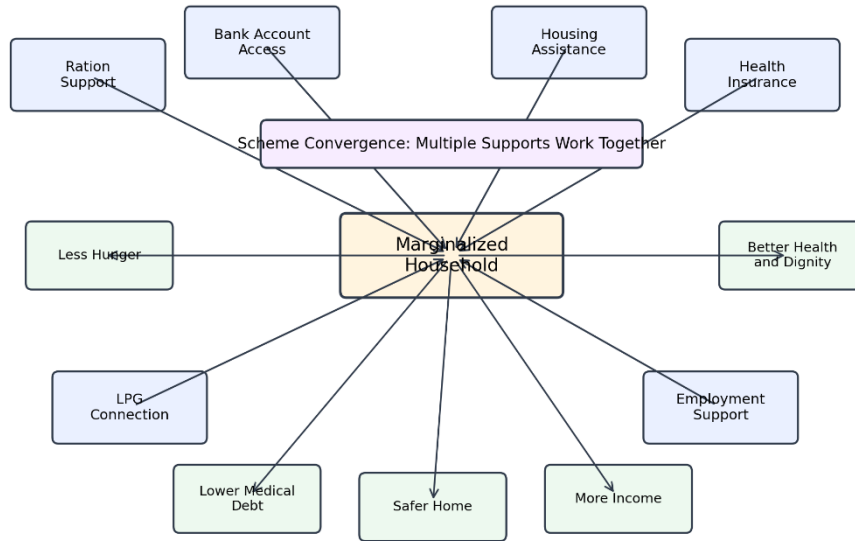 Bank Account
Access
Housing
Assistance
Ration
Support
Health
Insurance
Scheme Convergence: Multiple Supports Work Together
Marginalized
Household
Less Hunger
Better Health
and Dignity
LPG
Connection
Employment
Support
Lower Medical
Debt
Safer Home
More Income